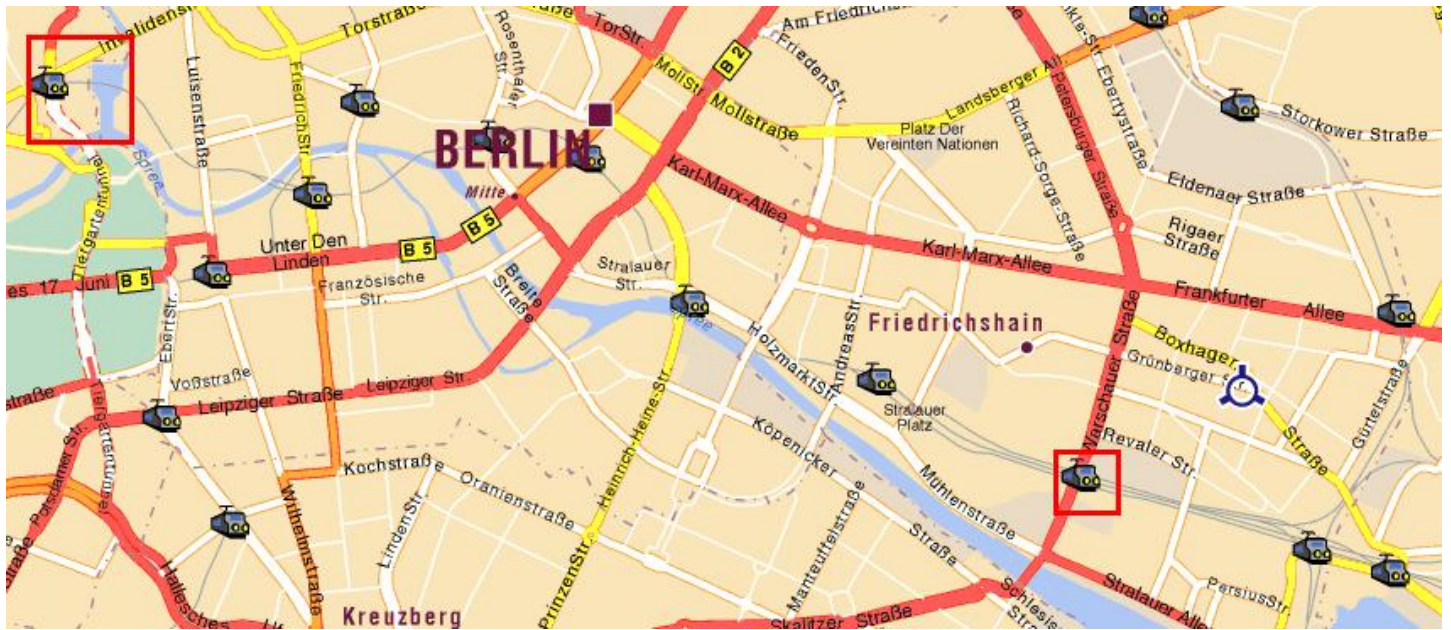 InvalidenStr.
Torstraße
TorStr.
B 2
Am Friedrichshain
Rosenthaler
Str.
FriedenStr.
MollStr.
Mollstraße
Landsberger All.
Ebertystraße
Petersburger
Straße
Storkower Straße
Luisenstraße
FriedrichStr.
Platz Der
Vereinten Nationen
Richard-Sorge-Straße
BERLIN
Mitte
Spree
Karl-Marx-Allee
Karl-Marx-Allee
Eldenaer Straße
Rigaer
Straße
Tiergartentunnel
B 5
B 5
B 5
Unter Den
Linden
Stralauer
Str.
Französische
Str.
Breite
Straße
es. 17. Juni
EbertStr.
Spree
Frankfurter
Allee
HolzmarktStr.
AndreasStr.
Friedrichshain
Warschauer Straße
Boxhager
Straße
Grünberger
Voßstraße
straße
Leipziger Straße
Leipziger Str.
Heinrich-Heine-Str.
Stralauer
Platz
Gürtelstraße
Köpenicker
Straße
Revaler Str.
Potsdamer Str.
Tiergartentunnel
Kochstraße
Oranienstraße
Mühlenstraße
Wilhelmstraße
LindenStr.
Manteuffelstraße
PrinzenStr.
Hallesches
Kreuzberg
Skalitzer Straße
Schlesische
Str.
Stralauer Allee
PersiusStr.